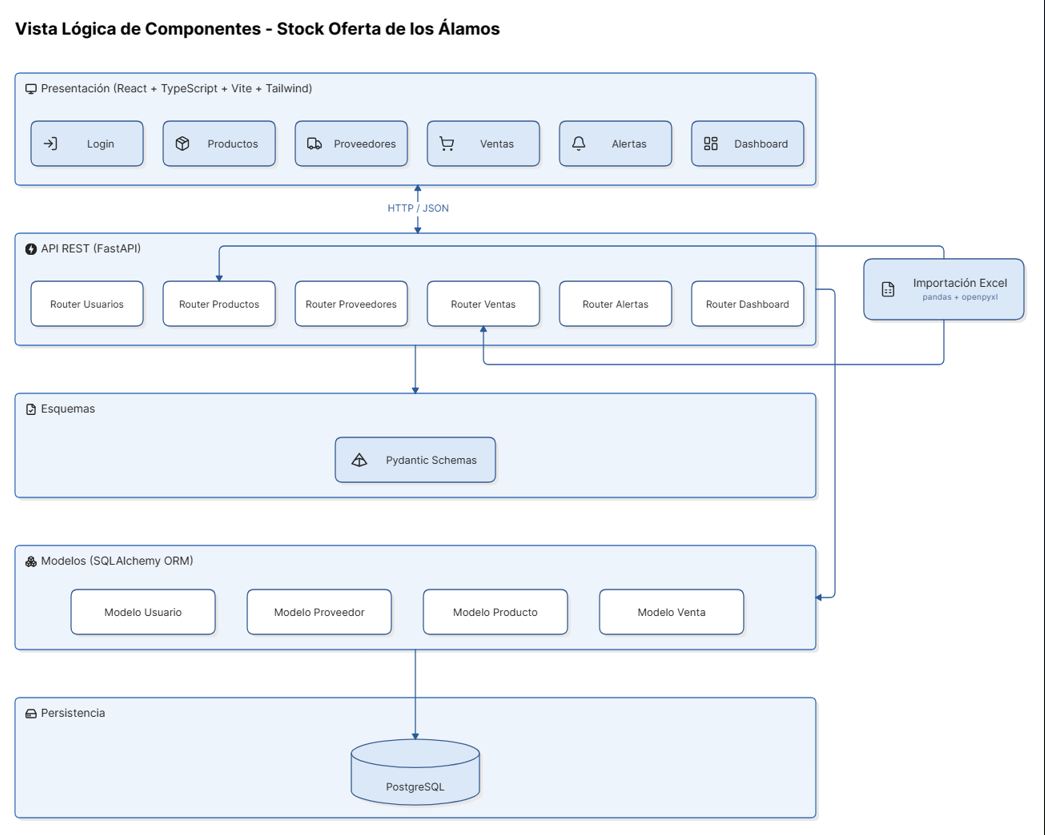 Vista Lógica de Componentes - Stock Oferta de los Álamos
Presentación (React + TypeScript + Vite + Tailwind)
Login
Productos
Proveedores
Ventas
Alertas
Dashboard
HTTP / JSON
API REST (FastAPI)
Router Usuarios
Router Productos
Router Proveedores
Router Ventas
Router Alertas
Router Dashboard
Importación Excel
pandas + openpyxl
Esquemas
Pydantic Schemas
Modelos (SQLAlchemy ORM)
Modelo Usuario
Modelo Proveedor
Modelo Producto
Modelo Venta
Persistencia
PostgreSQL